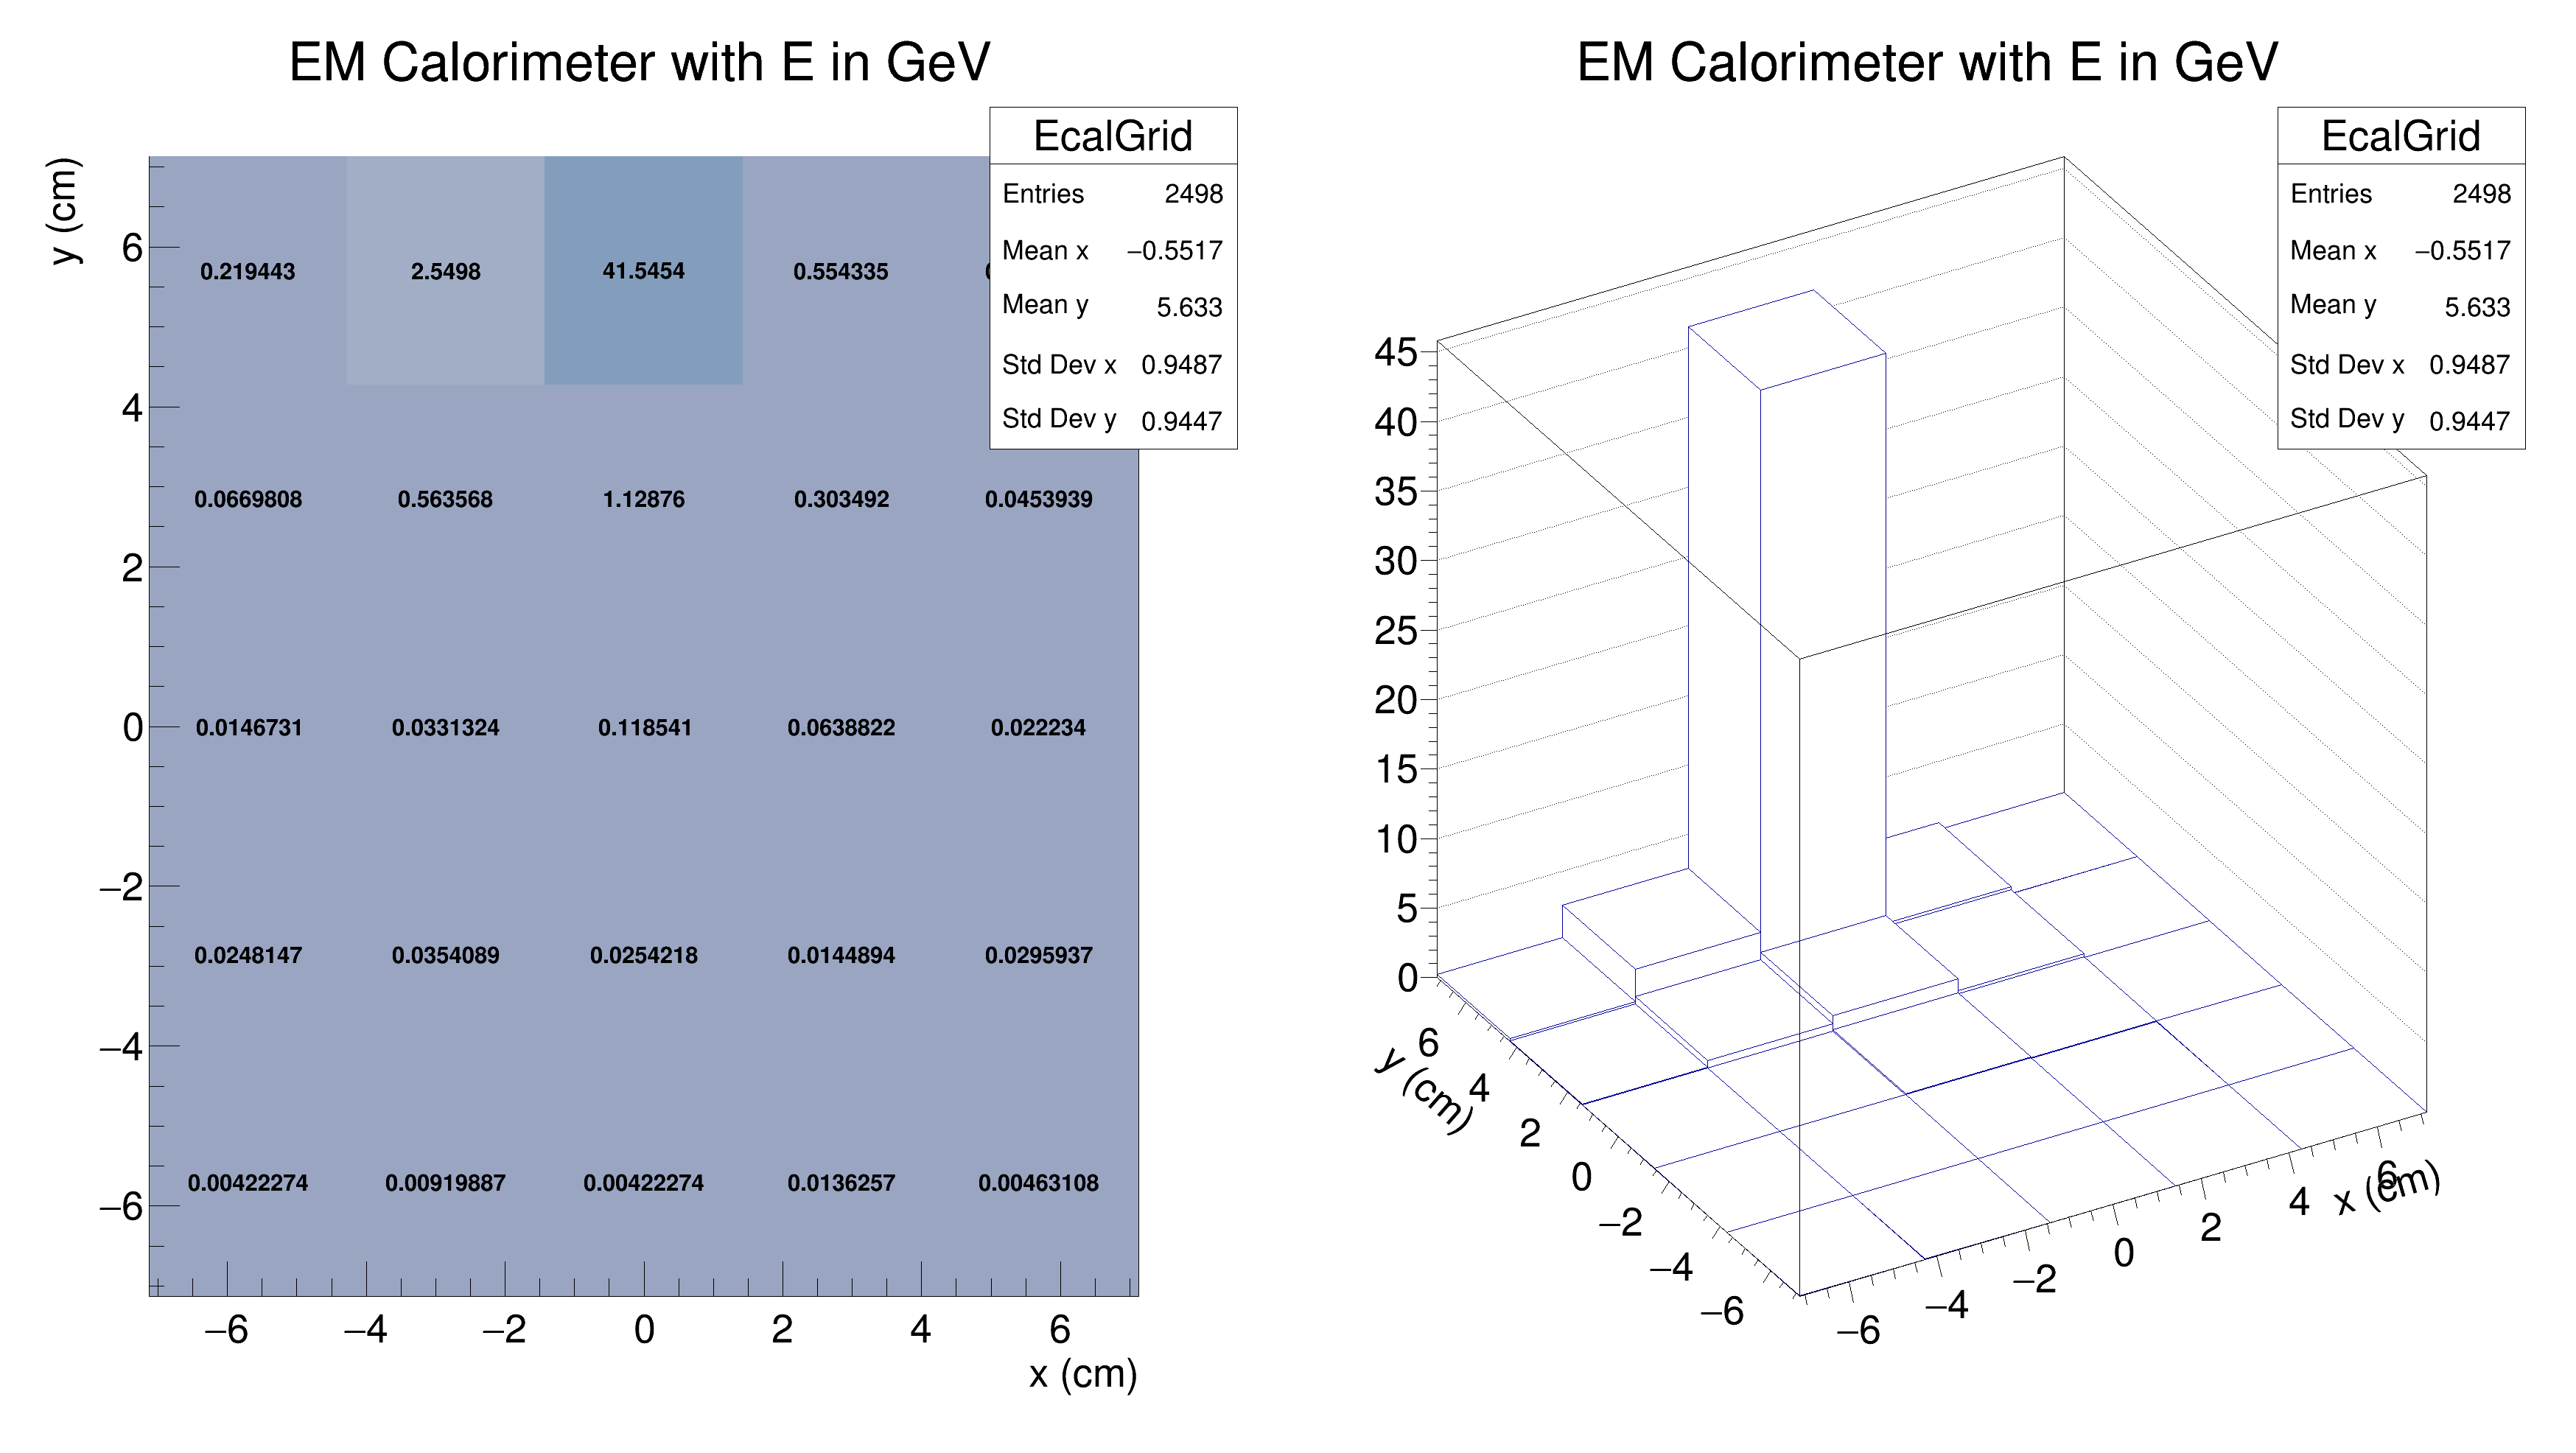 EM Calorimeter with E in GeV
y (cm)
EcalGrid
Entries 2498
Mean x −0.5517
Mean y 5.633
Std Dev x 0.9487
Std Dev y 0.9447
6
4
2
0
−2
−4
−6
0.219443 2.5498 41.5454 0.554335
0.0669808 0.563568 1.12876 0.303492 0.0453939
0.0146731 0.0331324 0.118541 0.0638822 0.022234
0.0248147 0.0354089 0.0254218 0.0144894 0.0295937
0.00422274 0.00919887 0.00422274 0.0136257 0.00463108
−6 −4 −2 0 2 4 6
x (cm)
EM Calorimeter with E in GeV
EcalGrid
Entries 2498
Mean x −0.5517
Mean y 5.633
Std Dev x 0.9487
Std Dev y 0.9447
45
40
35
30
25
20
15
10
5
0
6
4
2
0
−2
−4
−6
y (cm)
−6 −4 −2 0 2 4 6
x (cm)